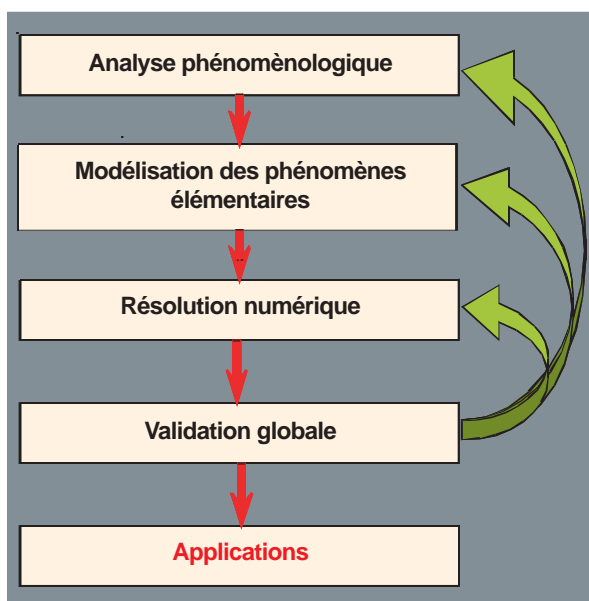 Analyse phénomènologique
Modélisation des phénomènes
élémentaires
Résolution numérique
Validation globale
Applications